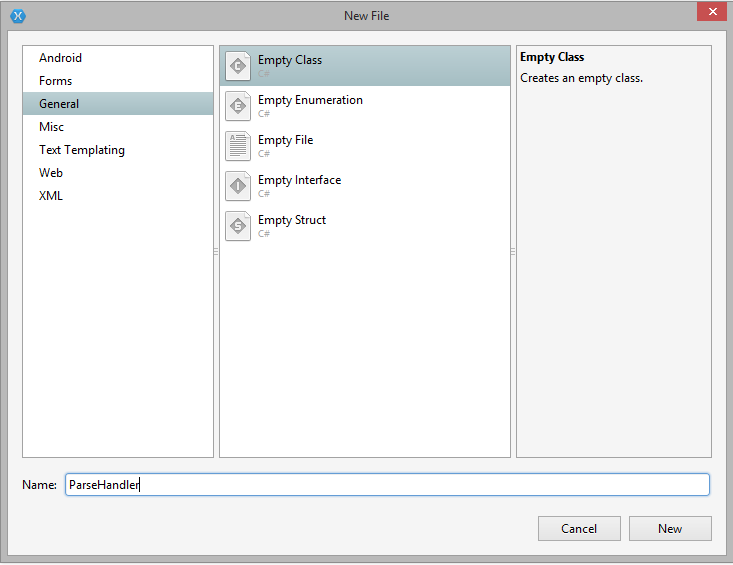 New File
Android
Forms
General
Misc
Text Templating
Web
XML
Empty Class
C#
Empty Enumeration
C#
Empty File
C#
Empty Interface
C#
Empty Struct
C#
Empty Class
Creates an empty class.
Name: ParseHandler
Cancel New